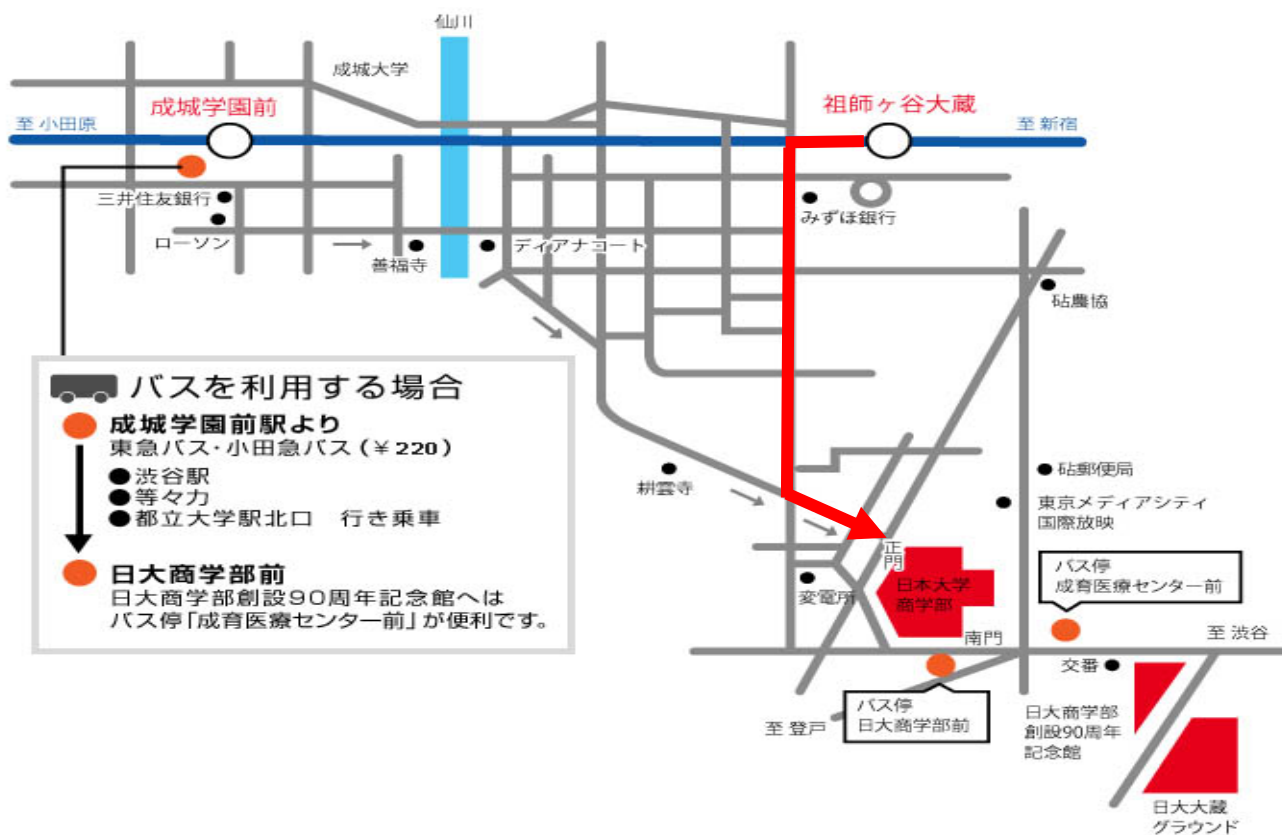 仙川
成城大学
成城学園前
祖師ヶ谷大蔵
至 小田原
至 新宿
三井住友銀行
ローソン
善福寺
ディアナコート
みずほ銀行
砧農協
バスを利用する場合
成城学園前駅より
東急バス・小田急バス(￥220)
●渋谷駅
●等々力
●都立大学駅北口 行き乗車
日大商学部前
日大商学部創設90周年記念館へは
バス停「成育医療センター前」が便利です。
耕雲寺
砧郵便局
東京メディアシティ
国際放映
正門
日本大学
商学部
変電所
バス停
成育医療センター前
南門
至 渋谷
交番
バス停
日大商学部前
至 登戸
日大商学部
創設90周年
記念館
日大大蔵
グラウンド